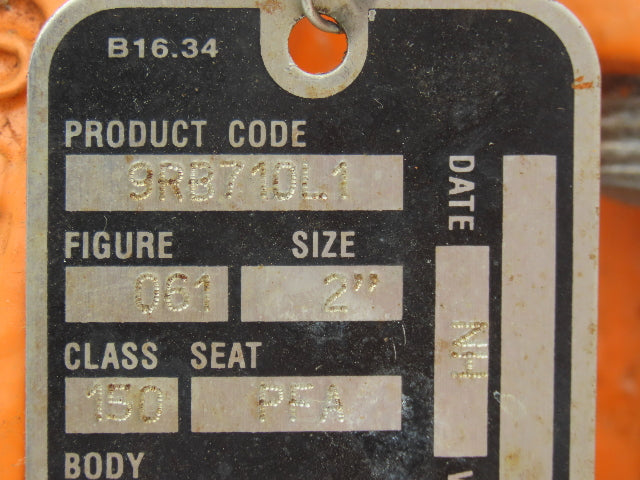 B16.34
PRODUCT CODE
9RB710L1
FIGURE SIZE
061 2"
CLASS SEAT
150 PFA
BODY
DATE
NH